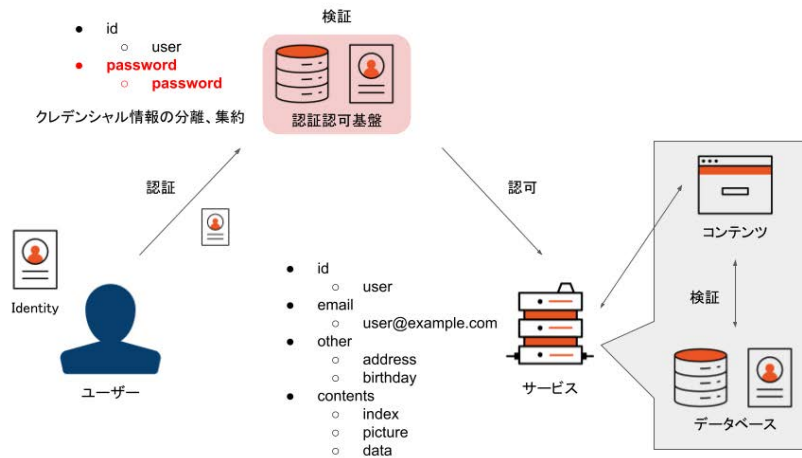 検証
● id
○ user
● password
○ password
クレデンシャル情報の分離、集約
認証認可基盤
認証
認可
Identity
ユーザー
● id
○ user
● email
○ user@example.com
● other
○ address
○ birthday
● contents
○ index
○ picture
○ data
サービス
コンテンツ
検証
データベース